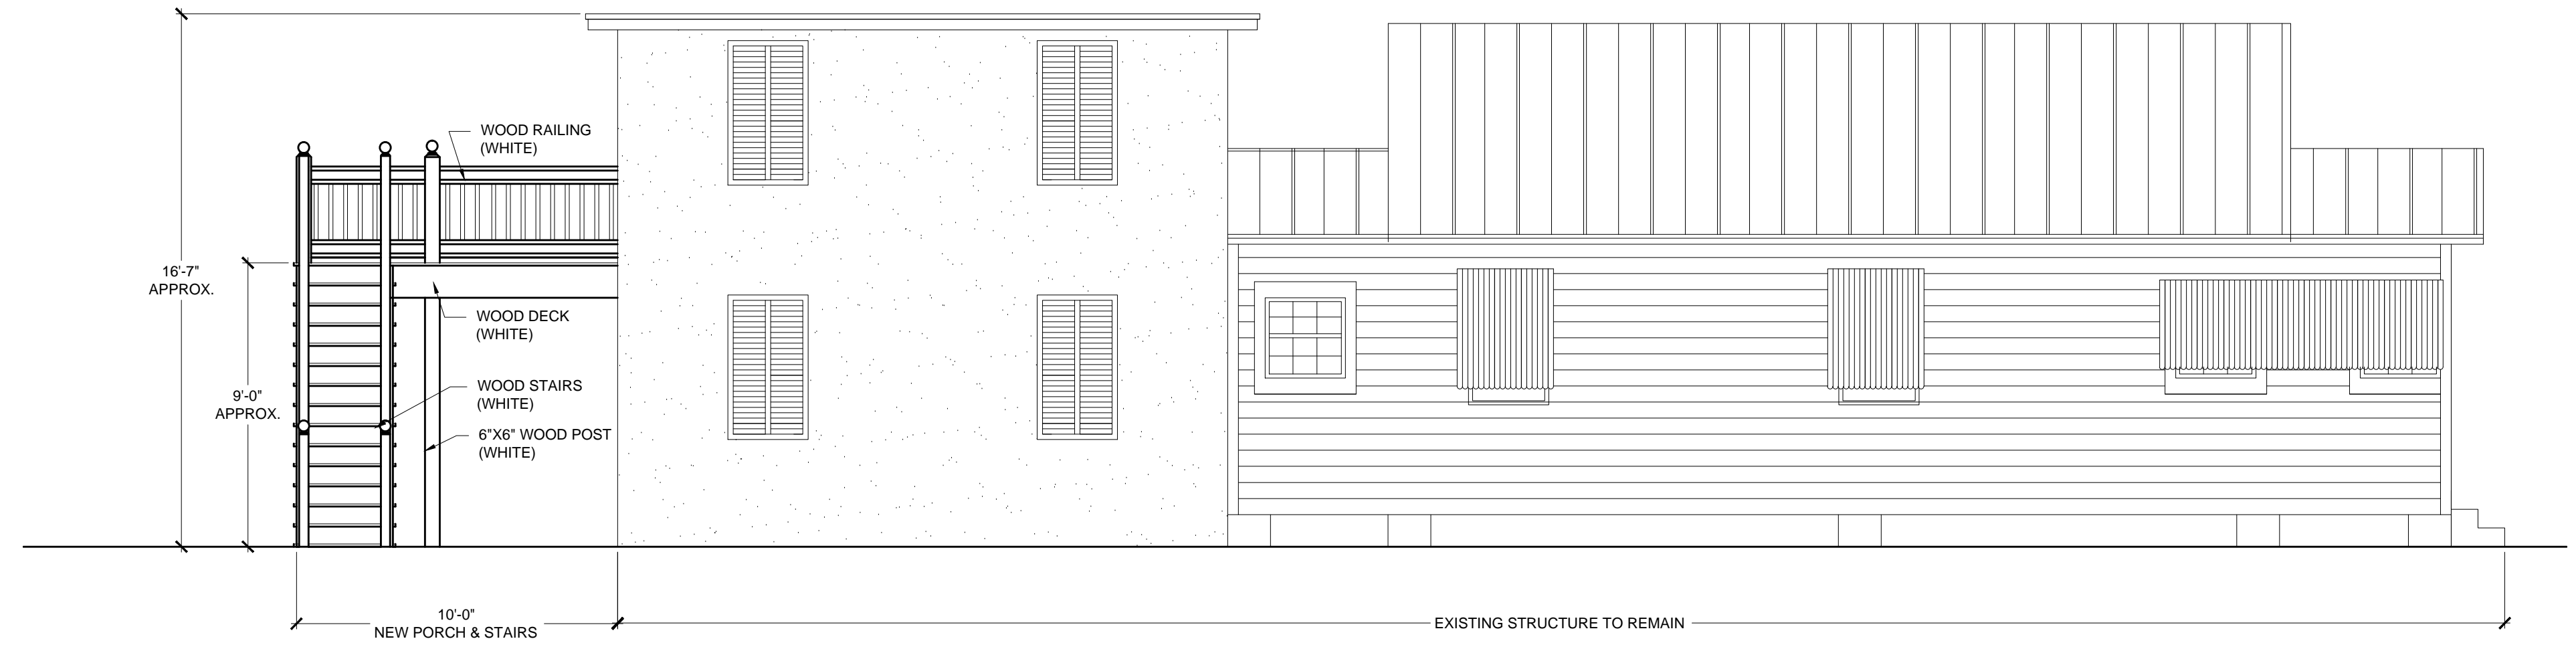 WOOD RAILING
(WHITE)
16'-7"
APPROX.
WOOD DECK
(WHITE)
9'-0"
APPROX.
WOOD STAIRS
(WHITE)
6"X6" WOOD POST
(WHITE)
10'-0"
NEW PORCH & STAIRS
EXISTING STRUCTURE TO REMAIN